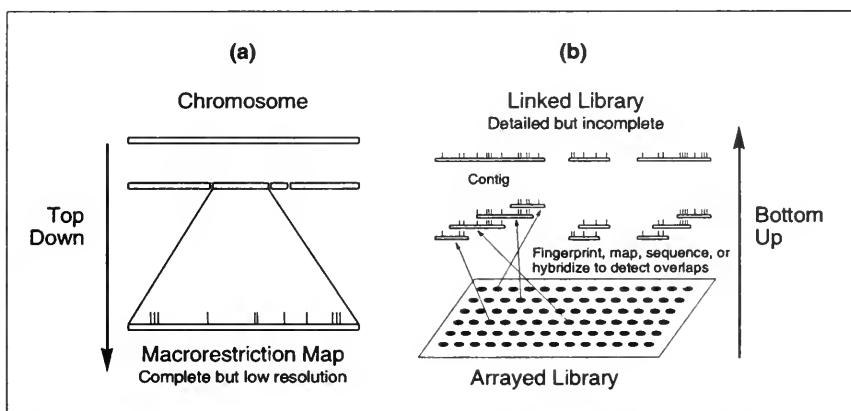 (a)
Chromosome
Top
Down
Macrorestriction Map
Complete but low resolution
(b)
Linked Library
Detailed but incomplete
Contig
Fingerprint, map, sequence, or
hybridize to detect overlaps
Bottom
Up
Arrayed Library